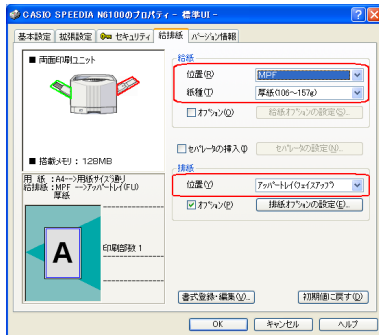 CASIO SPEEDIA N6100のプロパティ - 標準UI -
基本設定 拡張設定 セキュリティ 給排紙 バージョン情報
■ 両面印刷ユニット
■ 搭載メモリ: 128MB
用 紙 :A4-->用紙サイズ通り
給排紙:MPF -->アッパートレイ(FU)
厚紙
A
印刷部数 1
給紙
位置(R) MPF
紙種(T) 厚紙(106~157g)
オプション(O) 給紙オプションの設定(S)...
セパレータの挿入(I) セパレータの設定(N)...
排紙
位置(Y) アッパートレイ(フェイスアップ)
オプション(P) 排紙オプションの設定(E)...
書式登録・編集(V)... 初期値に戻す(D)
OK キャンセル ヘルプ